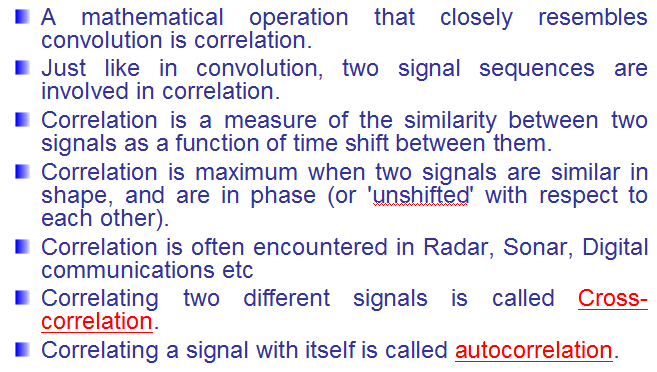 A mathematical operation that closely resembles
convolution is correlation.
Just like in convolution, two signal sequences are
involved in correlation.
Correlation is a measure of the similarity between two
signals as a function of time shift between them.
Correlation is maximum when two signals are similar in
shape, and are in phase (or 'unshifted' with respect to
each other).
Correlation is often encountered in Radar, Sonar, Digital
communications etc
Correlating two different signals is called Cross-
correlation.
Correlating a signal with itself is called autocorrelation.